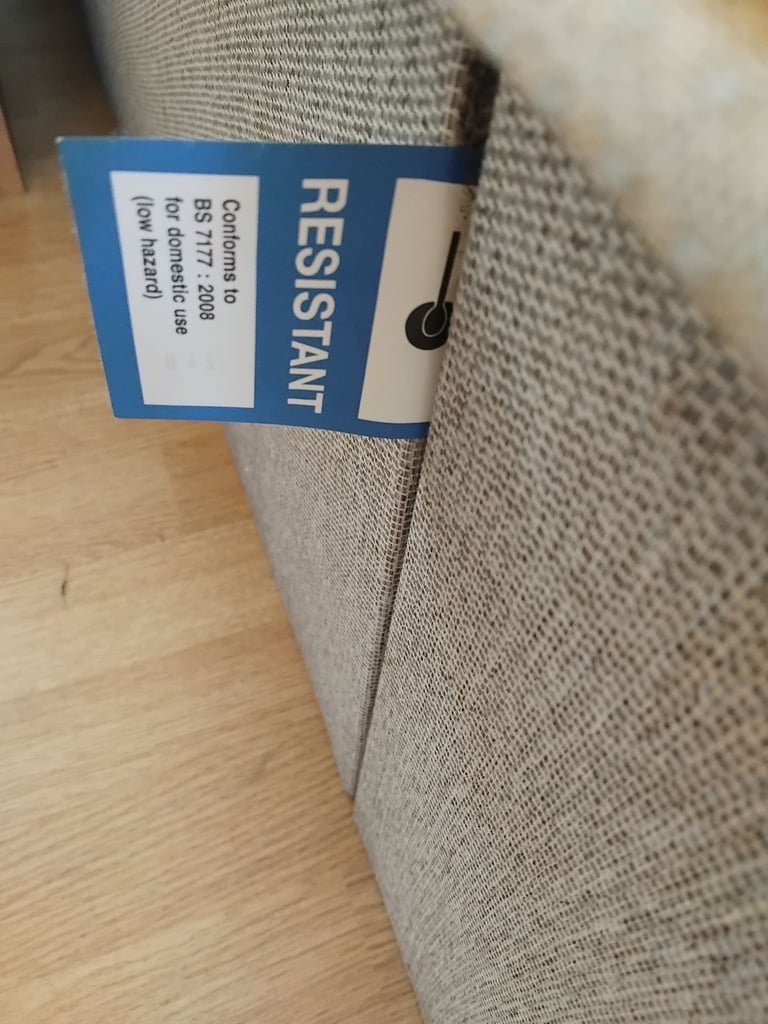 RESISTANT
Conforms to
BS 7177 : 2008
for domestic use
(low hazard)